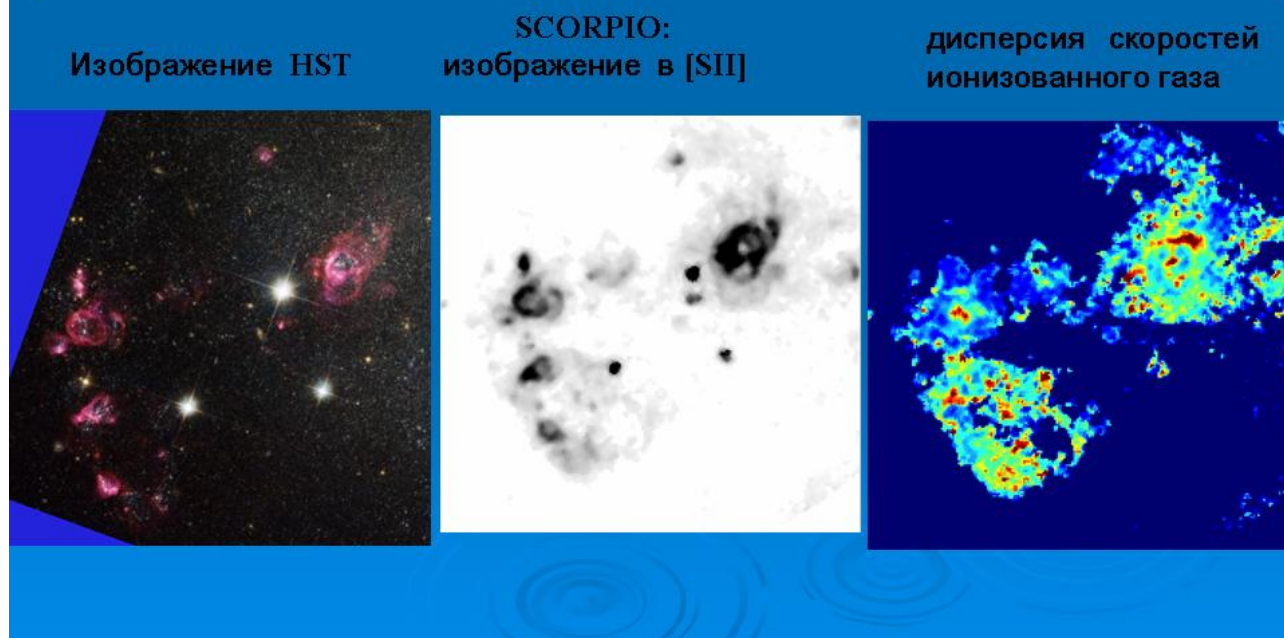 Изображение HST
SCORPIO:
изображение в [SII]
дисперсия скоростей
ионизованного газа